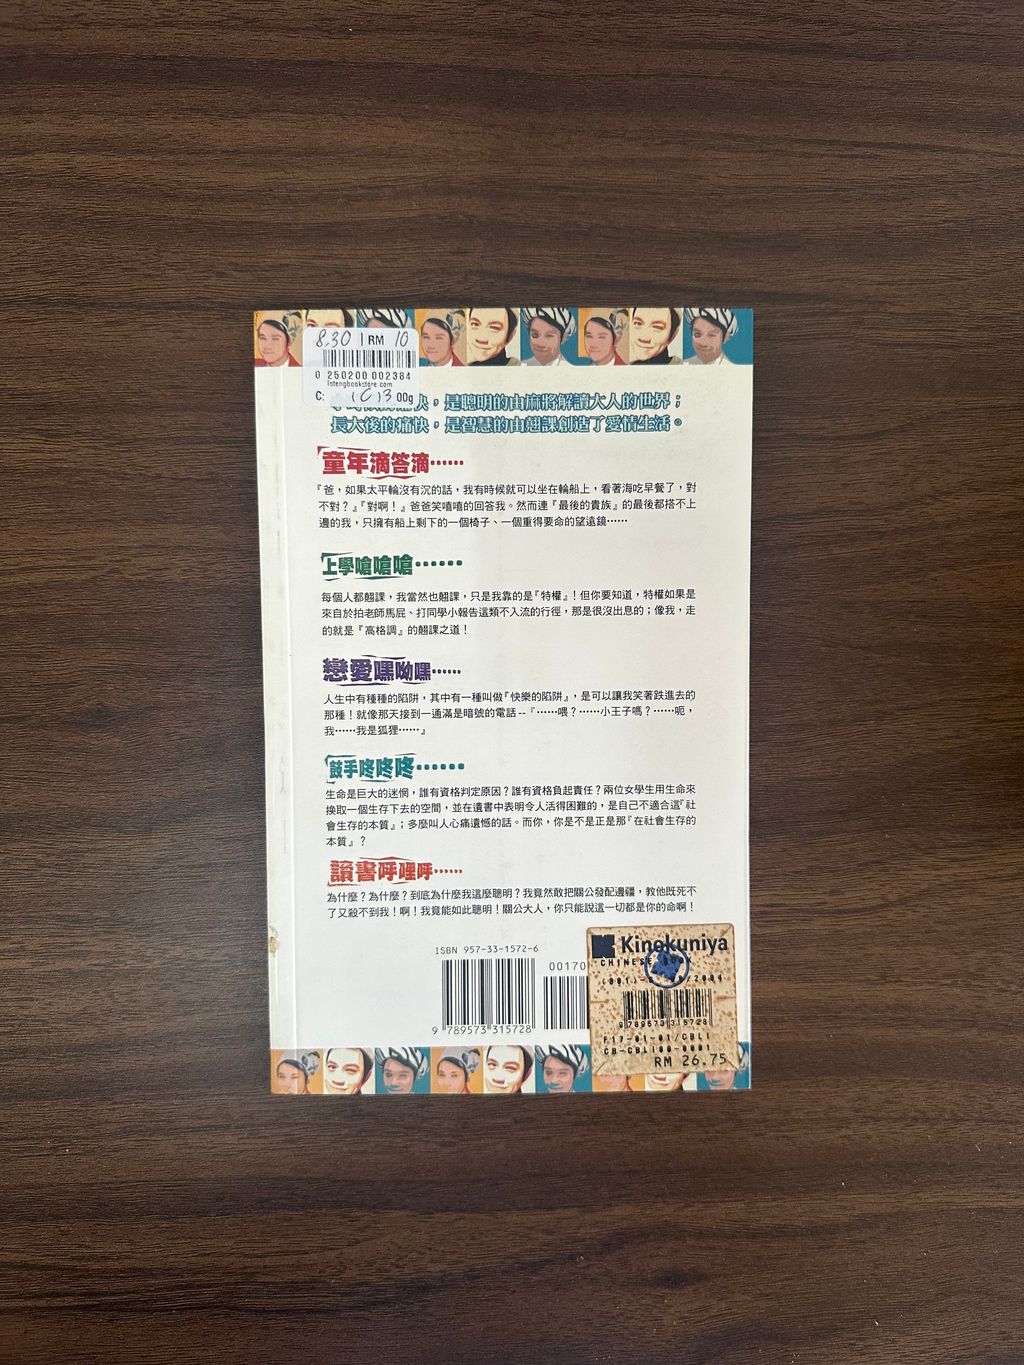 8.30 | RM 10
0 250200 002384
lotengbookstore.com
C: (C)3 00g
快，是聰明的由麻將解讀大人的世界；
長大後的痛快，是智慧的由翹課創造了愛情生活。
童年滴答滴……
『爸，如果太平輪沒有沉的話，我有時候就可以坐在輪船上，看著海吃早餐了，對
不對？』『對啊！』爸爸笑嘻嘻的回答我。然而連『最後的貴族』的最後都搭不上
邊的我，只擁有船上剩下的一個椅子、一個重得要命的望遠鏡……
上學嗆嗆嗆……
每個人都翹課，我當然也翹課，只是我靠的是『特權』！但你要知道，特權如果是
來自於拍老師馬屁、打同學小報告這類不入流的行徑，那是很沒出息的；像我，走
的就是『高格調』的翹課之道！
戀愛嘿呦嘿……
人生中有種種的陷阱，其中有一種叫做『快樂的陷阱』，是可以讓我笑著跌進去的
那種！就像那天接到一通滿是暗號的電話--『……喂？……小王子嗎？……呃，
我……我是狐狸……』
鼓手咚咚咚……
生命是巨大的迷惘，誰有資格判定原因？誰有資格負起責任？兩位女學生用生命來
換取一個生存下去的空間，並在遺書中表明令人活得困難的，是自己不適合這『社
會生存的本質』；多麼叫人心痛遺憾的話。而你，你是不是正是那『在社會生存的
本質』？
讀書呼哩呼……
為什麼？為什麼？到底為什麼我這麼聰明？我竟然敢把關公發配邊疆，教他既死不
了又殺不到我！啊！我竟能如此聰明！關公大人，你只能說這一切都是你的命啊！
ISBN 957-33-1572-6
00170
9 789573 315728
Kinokuniya
CHINESE BOOK
/2004
9 789573 315728
F17-01-01/CBLI
CB-CBLI00-0001
RM 26.75